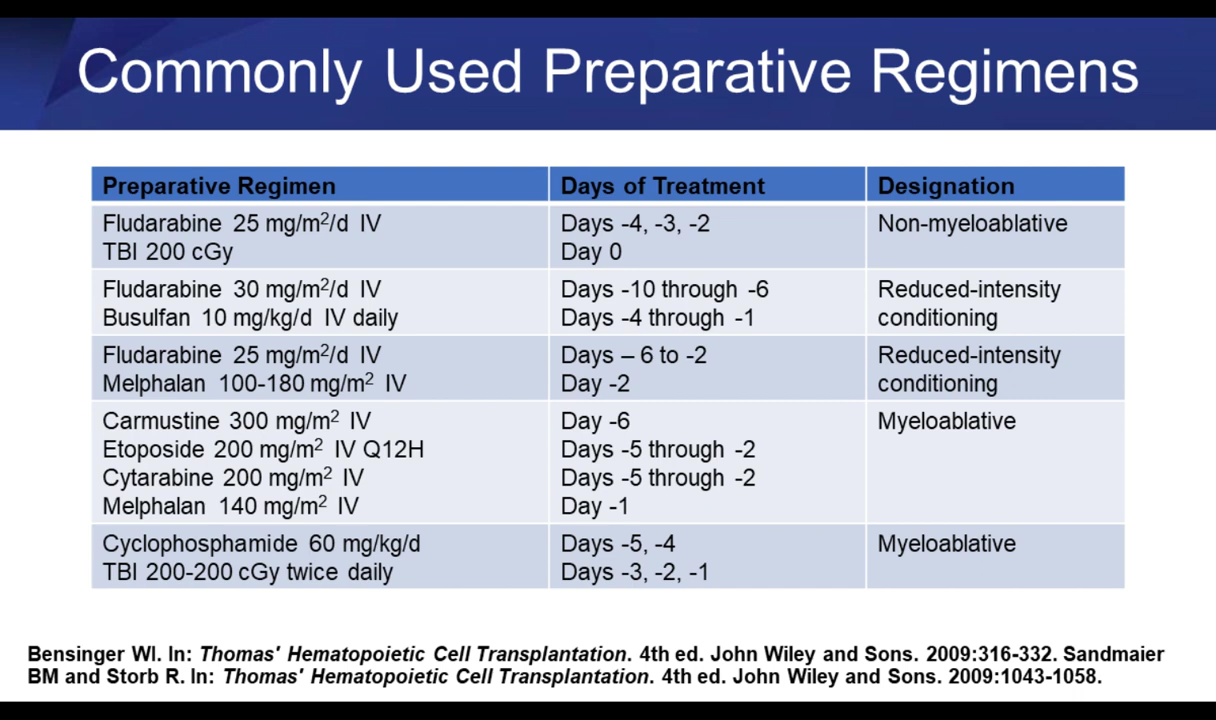 Commonly Used Preparative Regimens
Preparative Regimen Days of Treatment Designation
Fludarabine 25 mg/m²/d IV Days -4, -3, -2 Non-myeloablative
TBI 200 cGy Day 0
Fludarabine 30 mg/m²/d IV Days -10 through -6 Reduced-intensity
Busulfan 10 mg/kg/d IV daily Days -4 through -1 conditioning
Fludarabine 25 mg/m²/d IV Days – 6 to -2 Reduced-intensity
Melphalan 100-180 mg/m² IV Day -2 conditioning
Carmustine 300 mg/m² IV Day -6 Myeloablative
Etoposide 200 mg/m² IV Q12H Days -5 through -2
Cytarabine 200 mg/m² IV Days -5 through -2
Melphalan 140 mg/m² IV Day -1
Cyclophosphamide 60 mg/kg/d Days -5, -4 Myeloablative
TBI 200-200 cGy twice daily Days -3, -2, -1
Bensinger WI. In: Thomas' Hematopoietic Cell Transplantation. 4th ed. John Wiley and Sons. 2009:316-332. Sandmaier
BM and Storb R. In: Thomas' Hematopoietic Cell Transplantation. 4th ed. John Wiley and Sons. 2009:1043-1058.